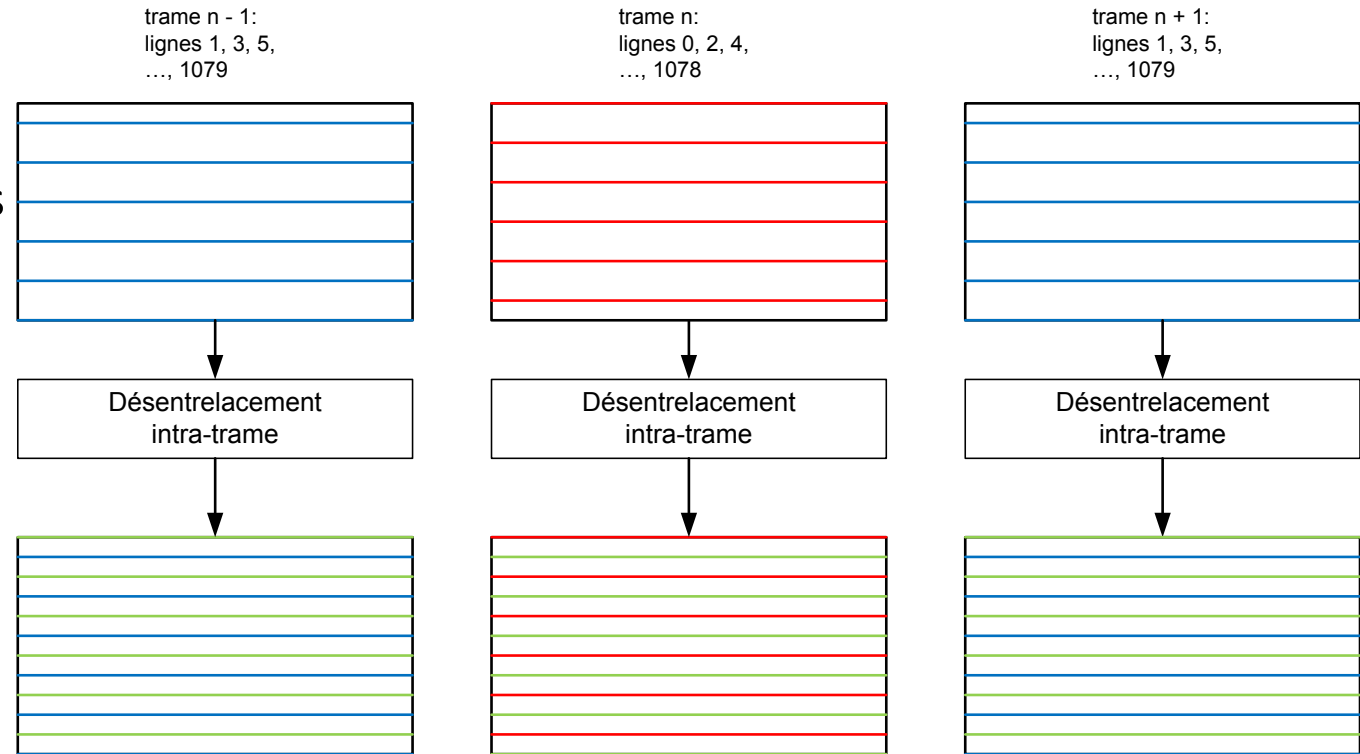 trame n - 1:
lignes 1, 3, 5,
…, 1079
trame n:
lignes 0, 2, 4,
…, 1078
trame n + 1:
lignes 1, 3, 5,
…, 1079
s
Désentrelacement
intra-trame
Désentrelacement
intra-trame
Désentrelacement
intra-trame